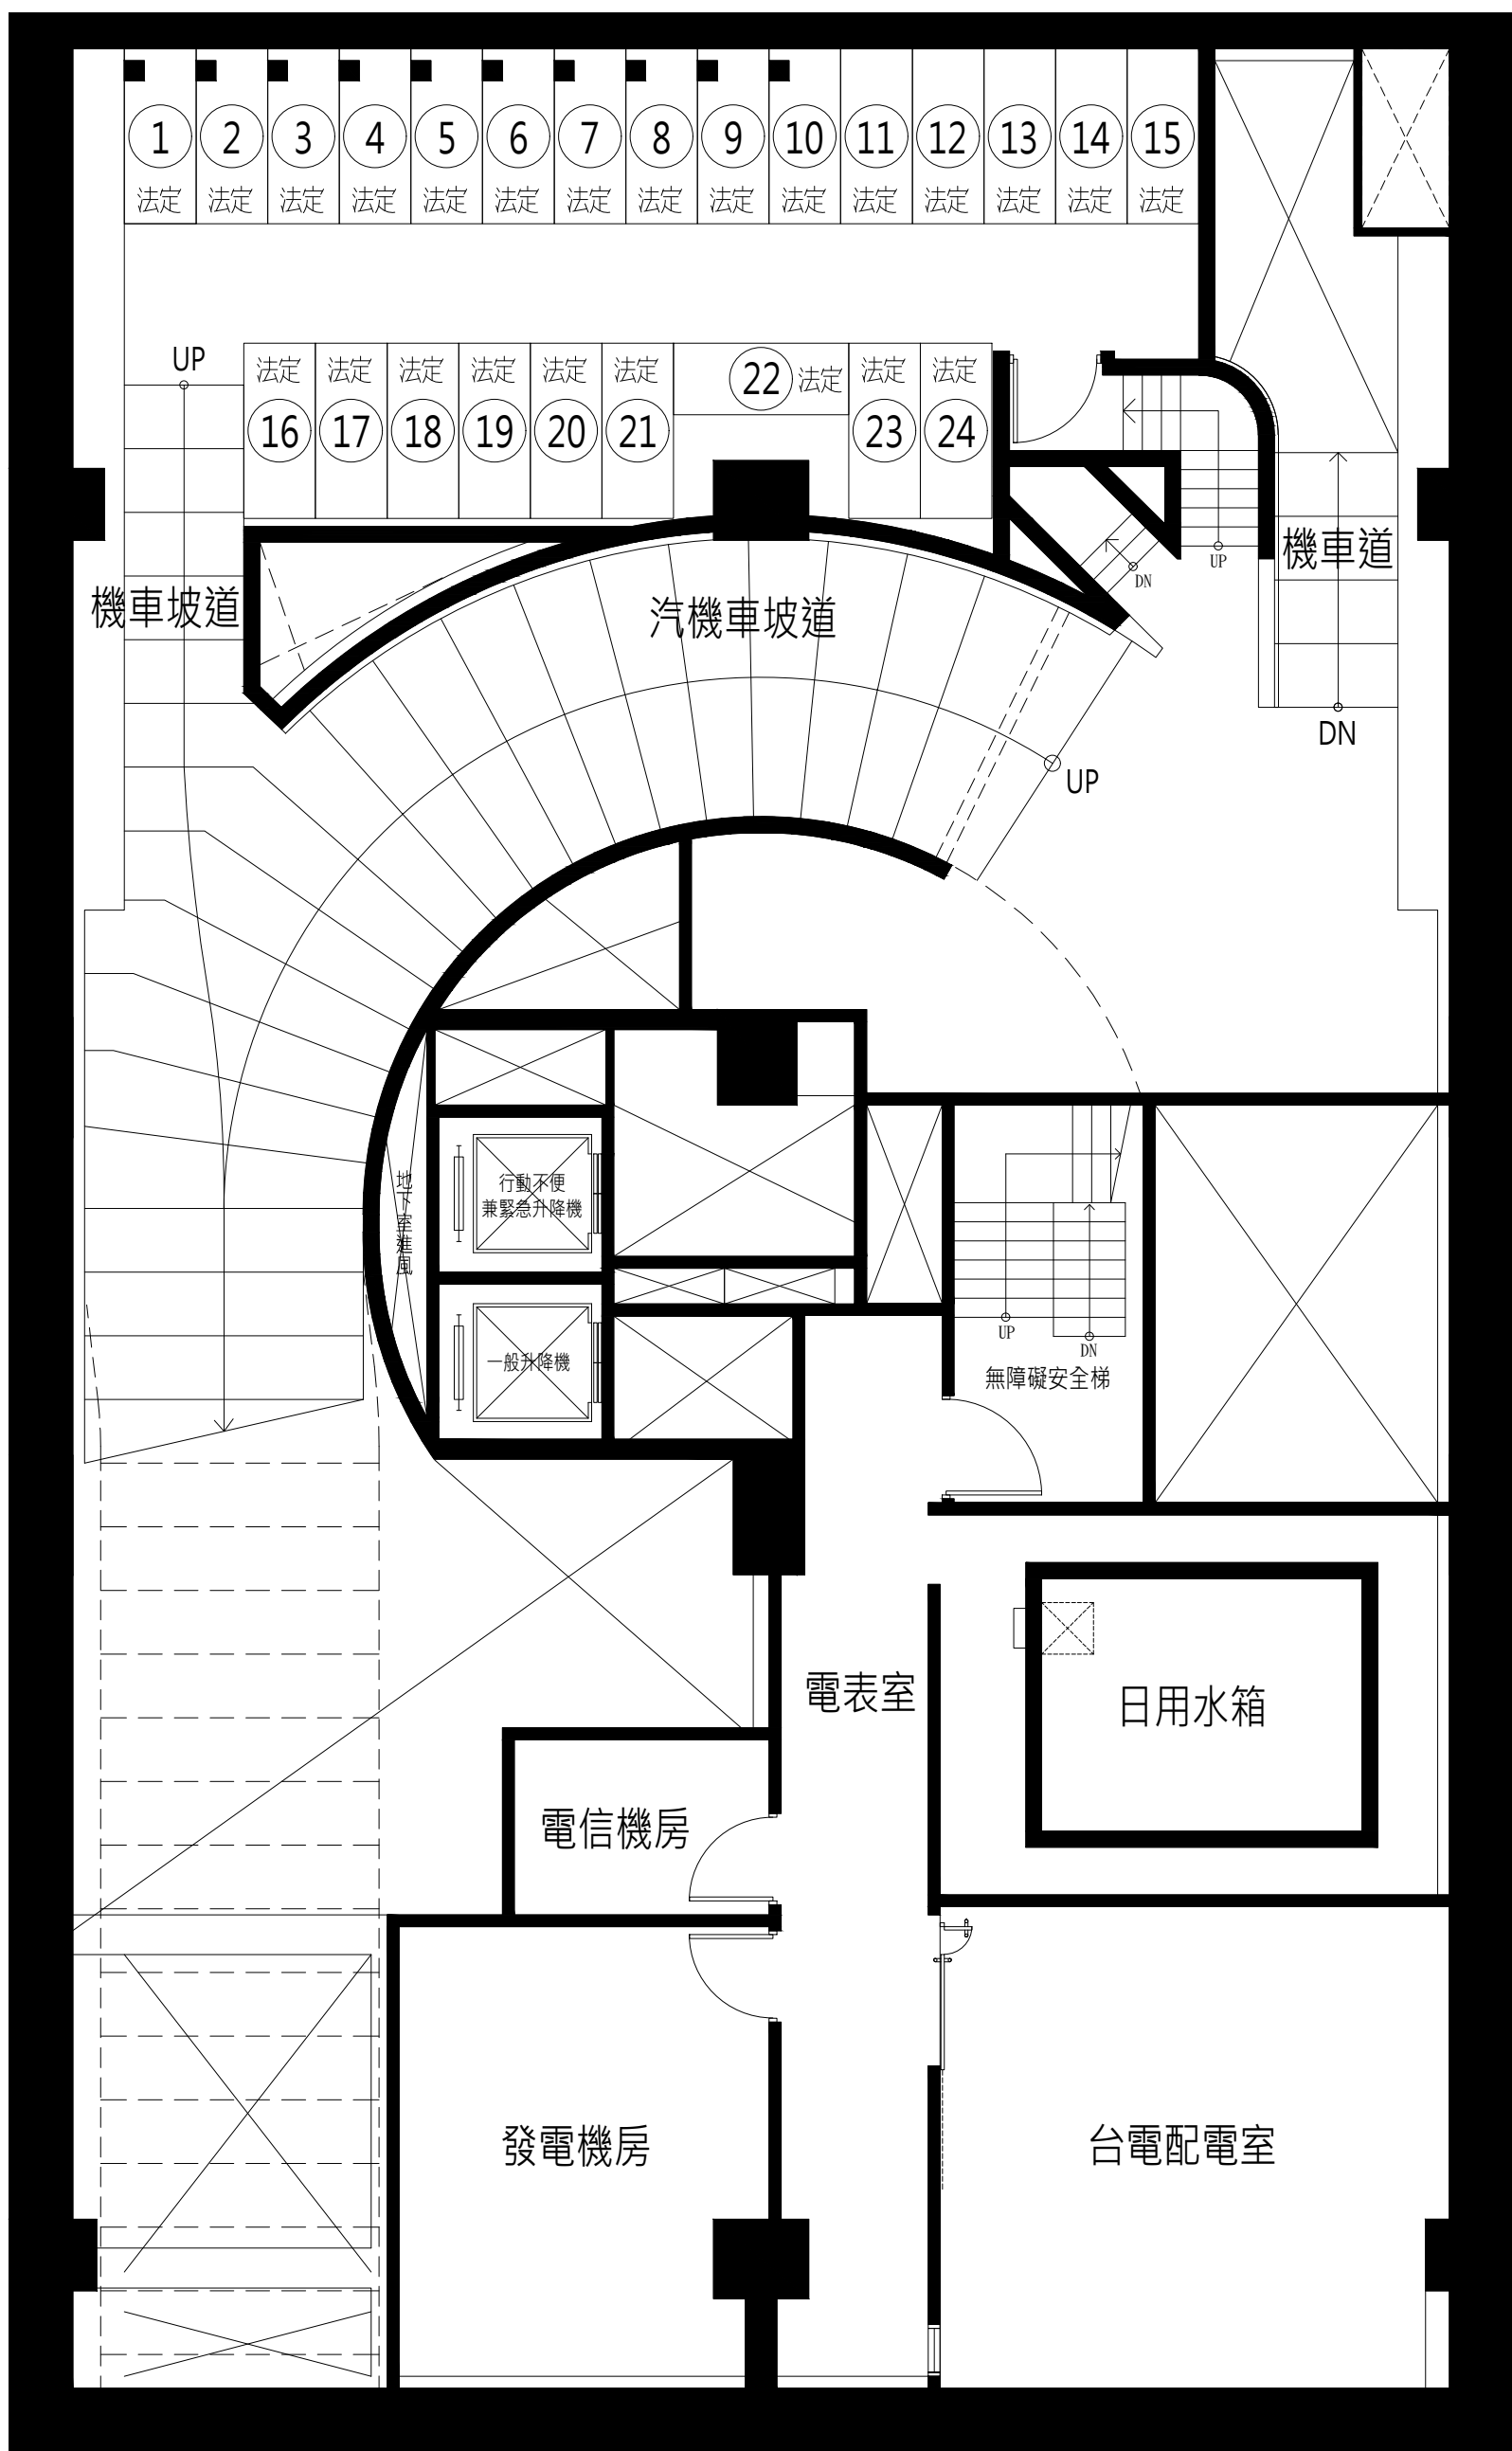 1 2 3 4 5 6 7 8 9 10 11 12 13 14 15
法定 法定 法定 法定 法定 法定 法定 法定 法定 法定 法定 法定 法定 法定 法定
UP
法定 法定 法定 法定 法定 法定 22 法定 法定 法定
16 17 18 19 20 21 23 24
機車道
UP
DN
機車坡道
汽機車坡道
DN
UP
地下室進風
行動不便
兼緊急升降機
UP
DN
一般升降機
無障礙安全梯
電表室
日用水箱
電信機房
發電機房
台電配電室